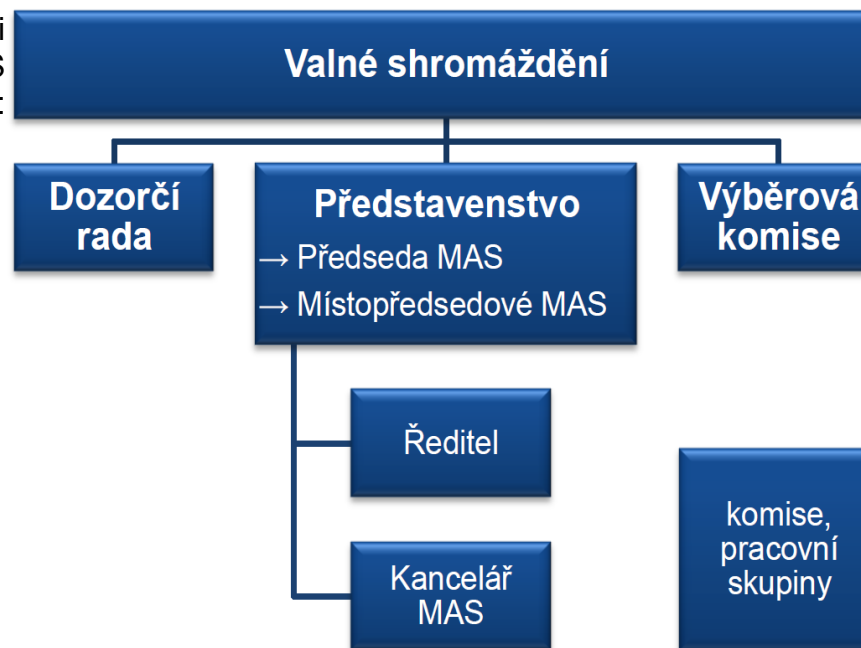 i
S
:
Valné shromáždění
Dozorčí
rada
Představenstvo
→ Předseda MAS
→ Místopředsedové MAS
Výběrová
komise
Ředitel
Kancelář
MAS
komise,
pracovní
skupiny